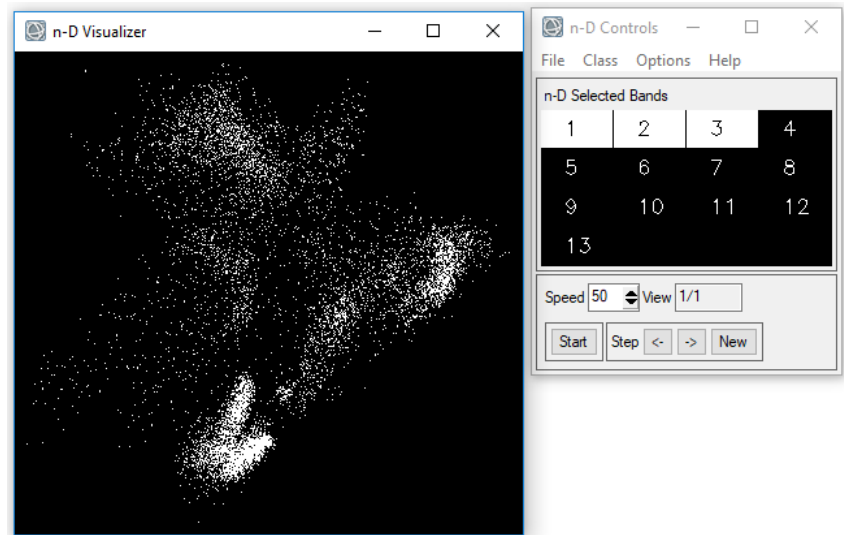 n-D Visualizer
n-D Controls
File Class Options Help
n-D Selected Bands
1 2 3 4
5 6 7 8
9 10 11 12
13
Speed 50 View 1/1
Start Step <- -> New